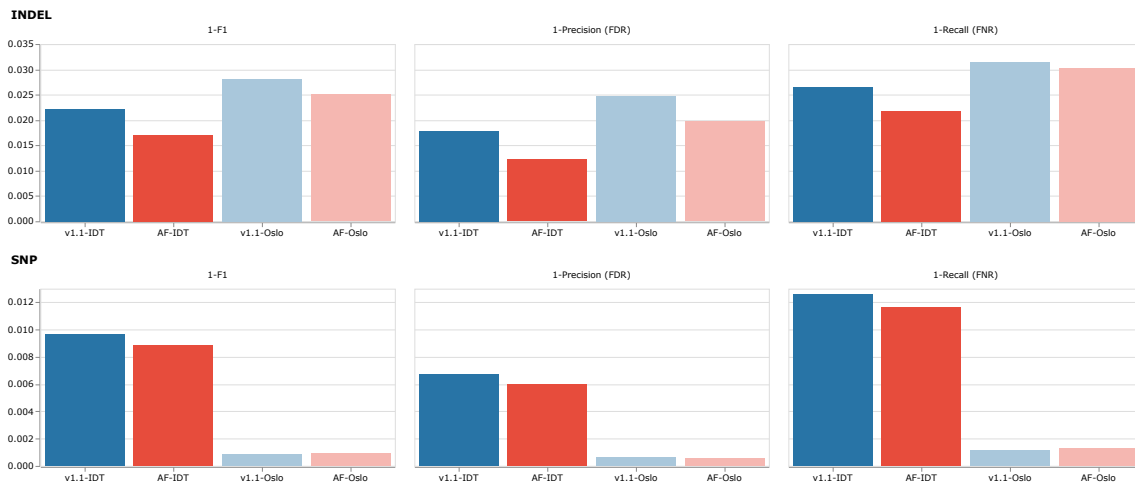 INDEL
1-F1 1-Precision (FDR) 1-Recall (FNR)
0.035
0.030
0.025
0.020
0.015
0.010
0.005
0.000
v1.1-IDT AF-IDT v1.1-Oslo AF-Oslo v1.1-IDT AF-IDT v1.1-Oslo AF-Oslo v1.1-IDT AF-IDT v1.1-Oslo AF-Oslo
SNP
1-F1 1-Precision (FDR) 1-Recall (FNR)
0.012
0.010
0.008
0.006
0.004
0.002
0.000
v1.1-IDT AF-IDT v1.1-Oslo AF-Oslo v1.1-IDT AF-IDT v1.1-Oslo AF-Oslo v1.1-IDT AF-IDT v1.1-Oslo AF-Oslo